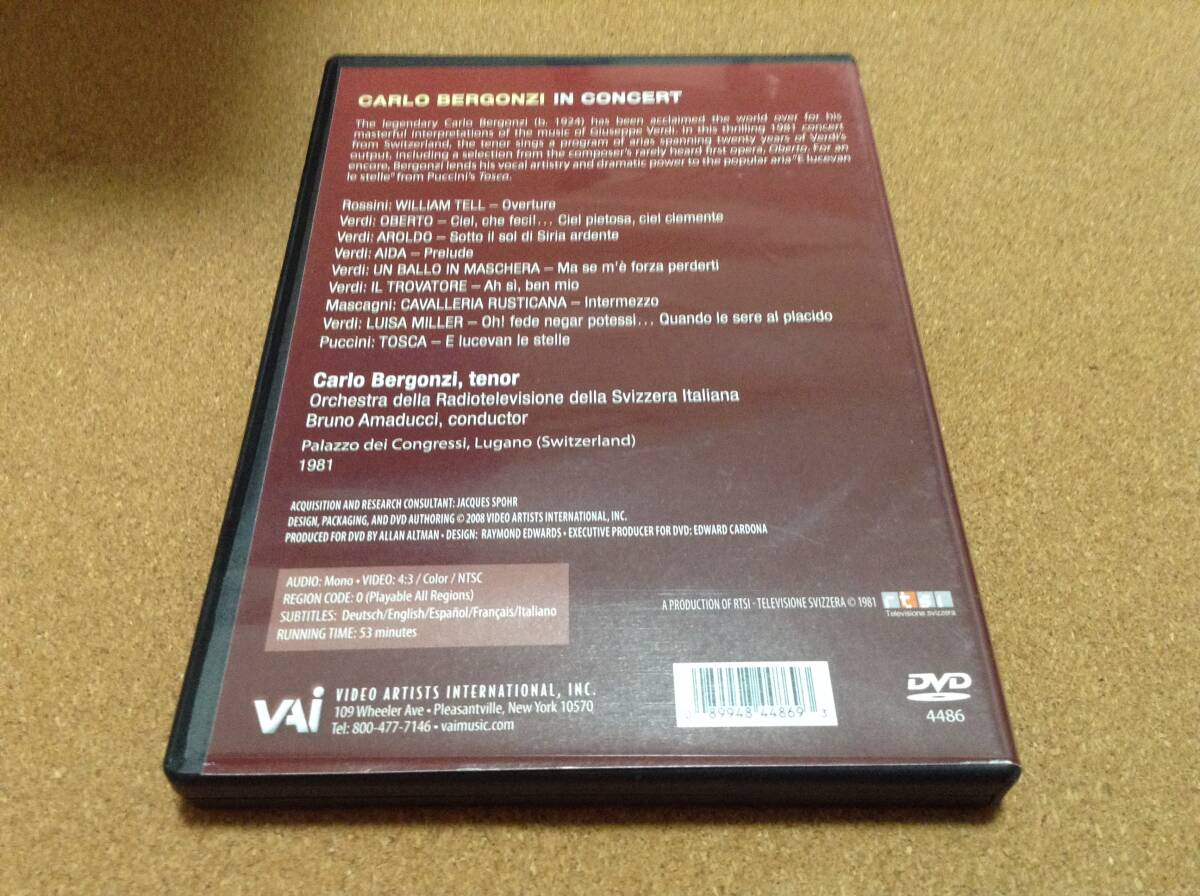 CARLO BERGONZI IN CONCERT
The legendary Carlo Bergonzi (b. 1924) has been acclaimed the world over for his
masterful interpretations of the music of Giuseppe Verdi. In this thrilling 1981 concert
from Switzerland, the tenor sings a program of arias spanning twenty years of Verdi's
output, including a selection from the composer's rarely heard first opera, Oberto. For an
encore, Bergonzi lends his vocal artistry and dramatic power to the popular aria "E lucevan
le stelle" from Puccini's Tosca.
Rossini: WILLIAM TELL – Overture
Verdi: OBERTO – Ciel, che feci!... Ciel pietosa, ciel clemente
Verdi: AROLDO – Sotto il sol di Siria ardente
Verdi: AIDA – Prelude
Verdi: UN BALLO IN MASCHERA – Ma se m'è forza perderti
Verdi: IL TROVATORE – Ah sì, ben mio
Mascagni: CAVALLERIA RUSTICANA – Intermezzo
Verdi: LUISA MILLER – Oh! fede negar potessi... Quando le sere al placido
Puccini: TOSCA – E lucevan le stelle
Carlo Bergonzi, tenor
Orchestra della Radiotelevisione della Svizzera Italiana
Bruno Amaducci, conductor
Palazzo dei Congressi, Lugano (Switzerland)
1981
ACQUISITION AND RESEARCH CONSULTANT: JACQUES SPOHR
DESIGN, PACKAGING, AND DVD AUTHORING © 2008 VIDEO ARTISTS INTERNATIONAL, INC.
PRODUCED FOR DVD BY ALLAN ALTMAN • DESIGN: RAYMOND EDWARDS • EXECUTIVE PRODUCER FOR DVD: EDWARD CARDONA
AUDIO: Mono • VIDEO: 4:3 / Color / NTSC
REGION CODE: 0 (Playable All Regions)
SUBTITLES: Deutsch/English/Español/Français/Italiano
RUNNING TIME: 53 minutes
A PRODUCTION OF RTSI - TELEVISIONE SVIZZERA © 1981
rtsi
Televisione svizzera
VAI
VIDEO ARTISTS INTERNATIONAL, INC.
109 Wheeler Ave • Pleasantville, New York 10570
Tel: 800-477-7146 • vaimusic.com
0 89948 44869 3
DVD
4486